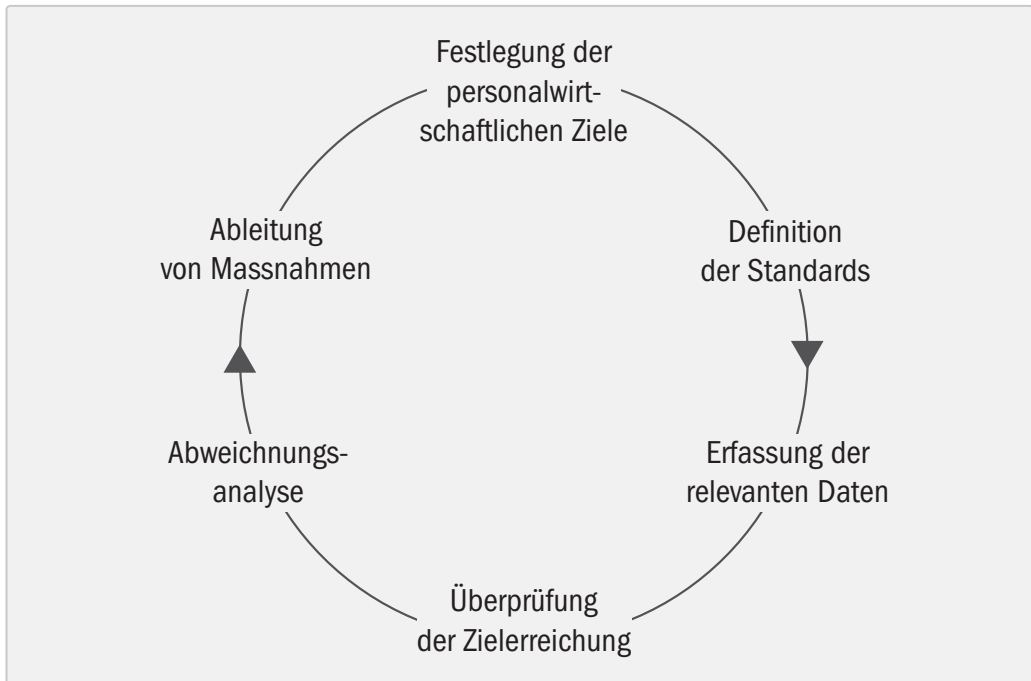 Festlegung der
personalwirt-
schaftlichen Ziele
Definition
der Standards
Erfassung der
relevanten Daten
Überprüfung
der Zielerreichung
Abweichnungs-
analyse
Ableitung
von Massnahmen